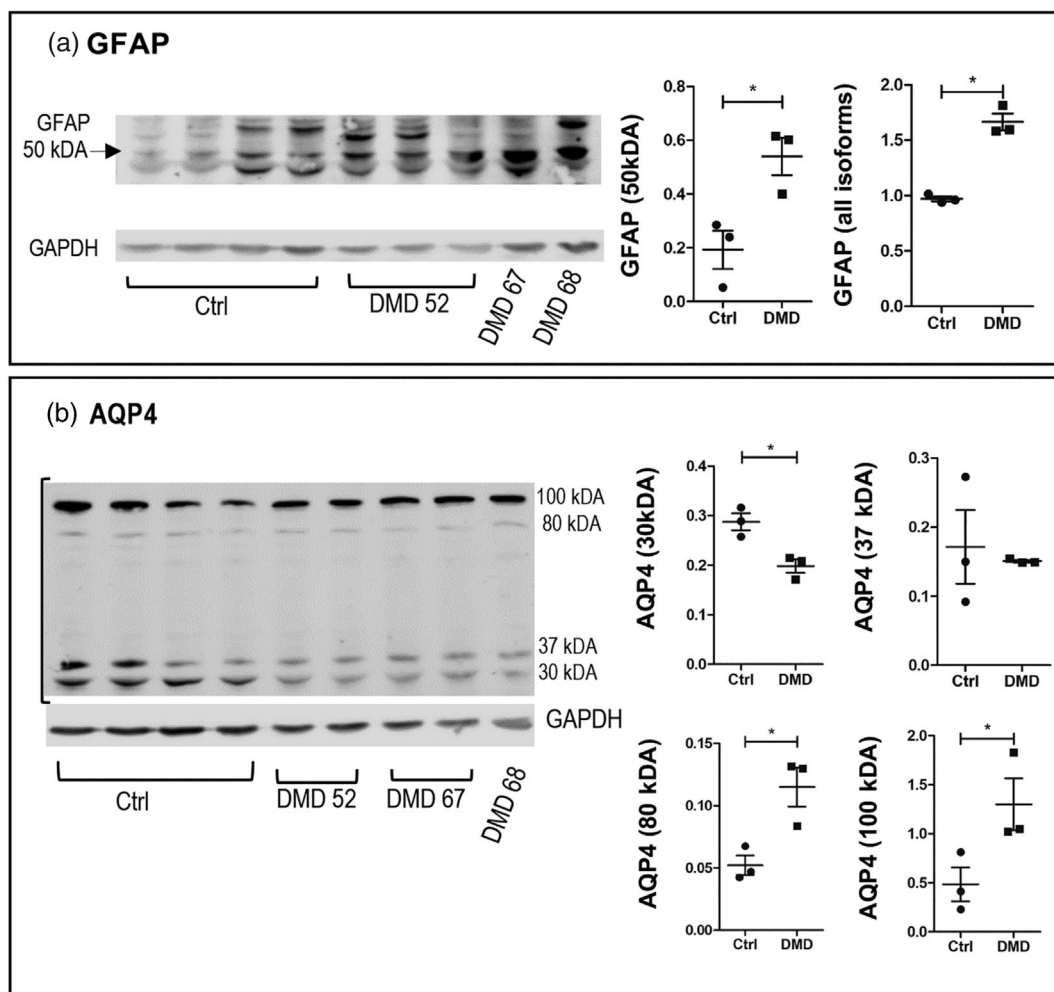 (a) GFAP
GFAP
50 kDA
GAPDH
Ctrl
DMD 52
DMD 67
DMD 68
GFAP (50kDA)
0.8
0.6
0.4
0.2
0.0
*
Ctrl
DMD
GFAP (all isoforms)
2.0
1.5
1.0
0.5
0.0
*
Ctrl
DMD
(b) AQP4
100 kDA
80 kDA
37 kDA
30 kDA
GAPDH
Ctrl
DMD 52
DMD 67
DMD 68
AQP4 (30kDA)
0.4
0.3
0.2
0.1
0.0
*
Ctrl
DMD
AQP4 (37 kDA)
0.3
0.2
0.1
0.0
Ctrl
DMD
AQP4 (80 kDA)
0.15
0.10
0.05
0.00
*
Ctrl
DMD
AQP4 (100 kDA)
2.0
1.5
1.0
0.5
0.0
*
Ctrl
DMD